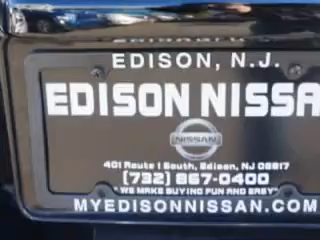 EDISON, N.J.
EDISON NISSA
NISSAN
401 Route 1 South, Edison, NJ 08817
(732) 867-0400
"WE MAKE BUYING FUN AND EASY"
MYEDISONNISSAN.COM